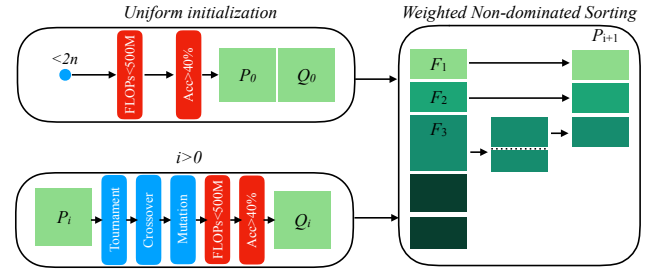 Uniform initialization
<2n
FLOPs<500M
Acc>40%
P0
Q0
i>0
Pi
Tournament
Crossover
Mutation
FLOPs<500M
Acc>40%
Qi
Weighted Non-dominated Sorting
Pi+1
F1
F2
F3